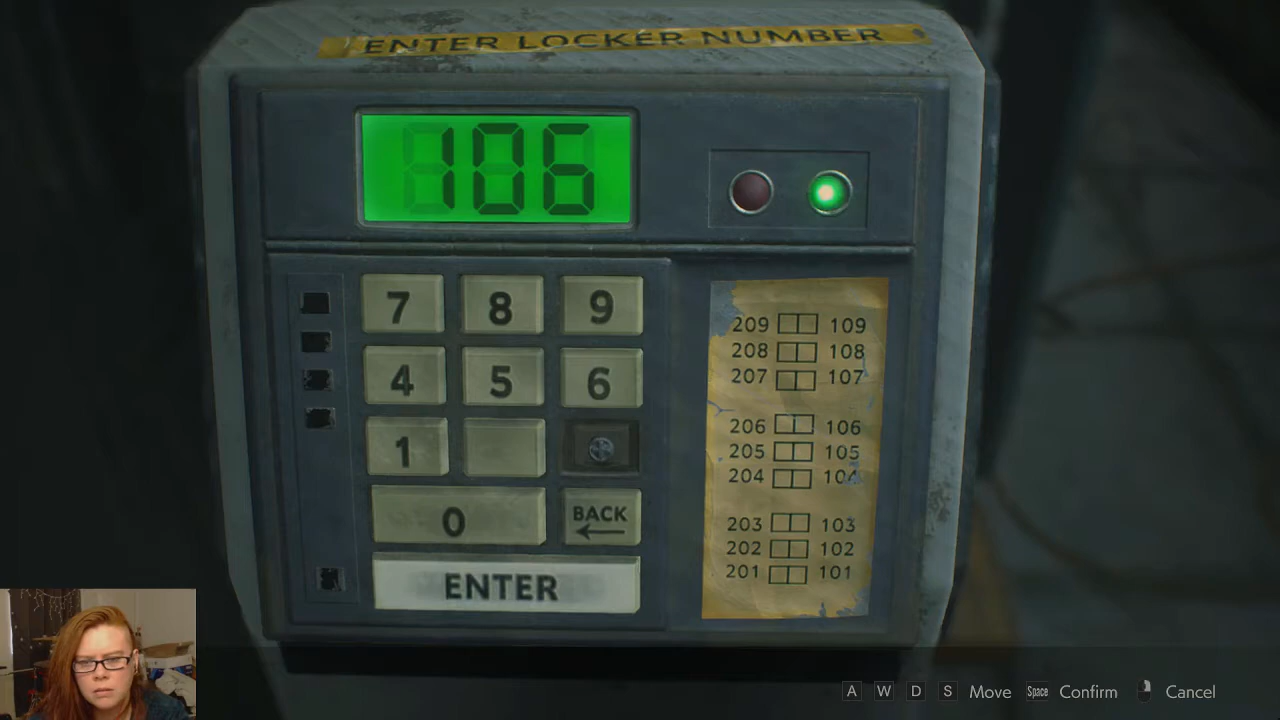 ENTER LOCKER NUMBER
106
7 8 9
4 5 6
1
0 BACK
ENTER
209 109
208 108
207 107
206 106
205 105
204 104
203 103
202 102
201 101
A W D S Move Space Confirm Cancel